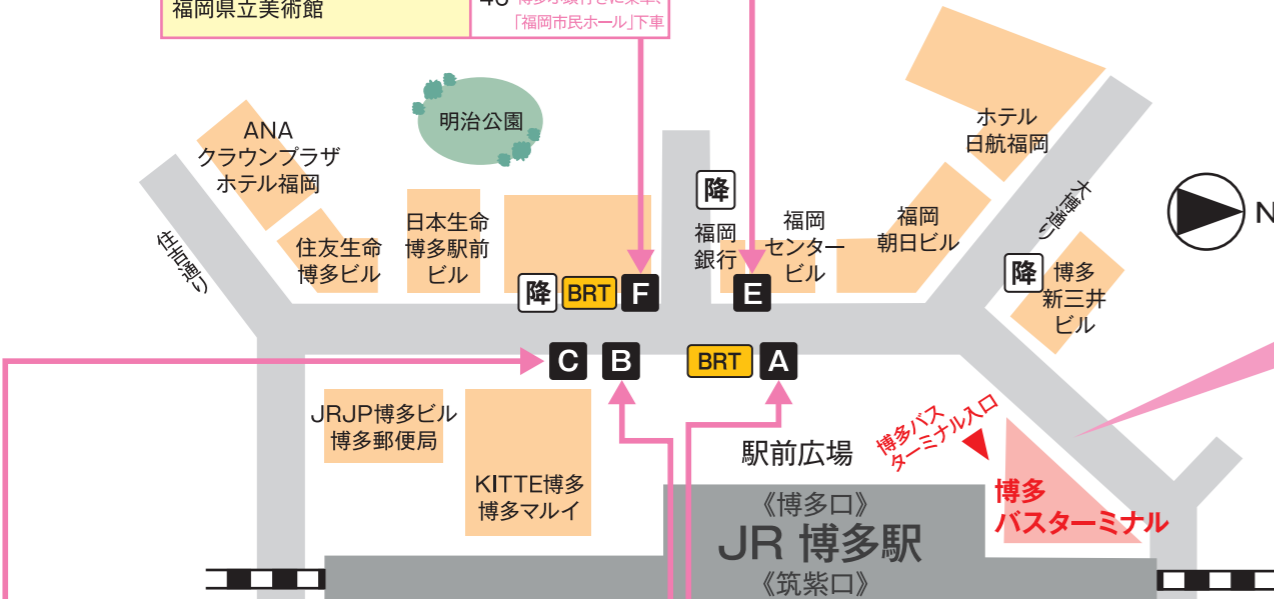 福岡県立美術館
「福岡市民ホール」下車
明治公園
ANA
クラウンプラザ
ホテル福岡
住友生命
博多ビル
日本生命
博多駅前
ビル
住吉通り
降
福岡
銀行
福岡
センター
ビル
福岡
朝日ビル
ホテル
日航福岡
大博通り
N
降
博多
新三井
ビル
降
BRT
F
E
C
B
BRT
A
JRJP博多ビル
博多郵便局
KITTE博多
博多マルイ
駅前広場
博多バス
ターミナル入口
博多
バスターミナル
《博多口》
JR 博多駅
《筑紫口》